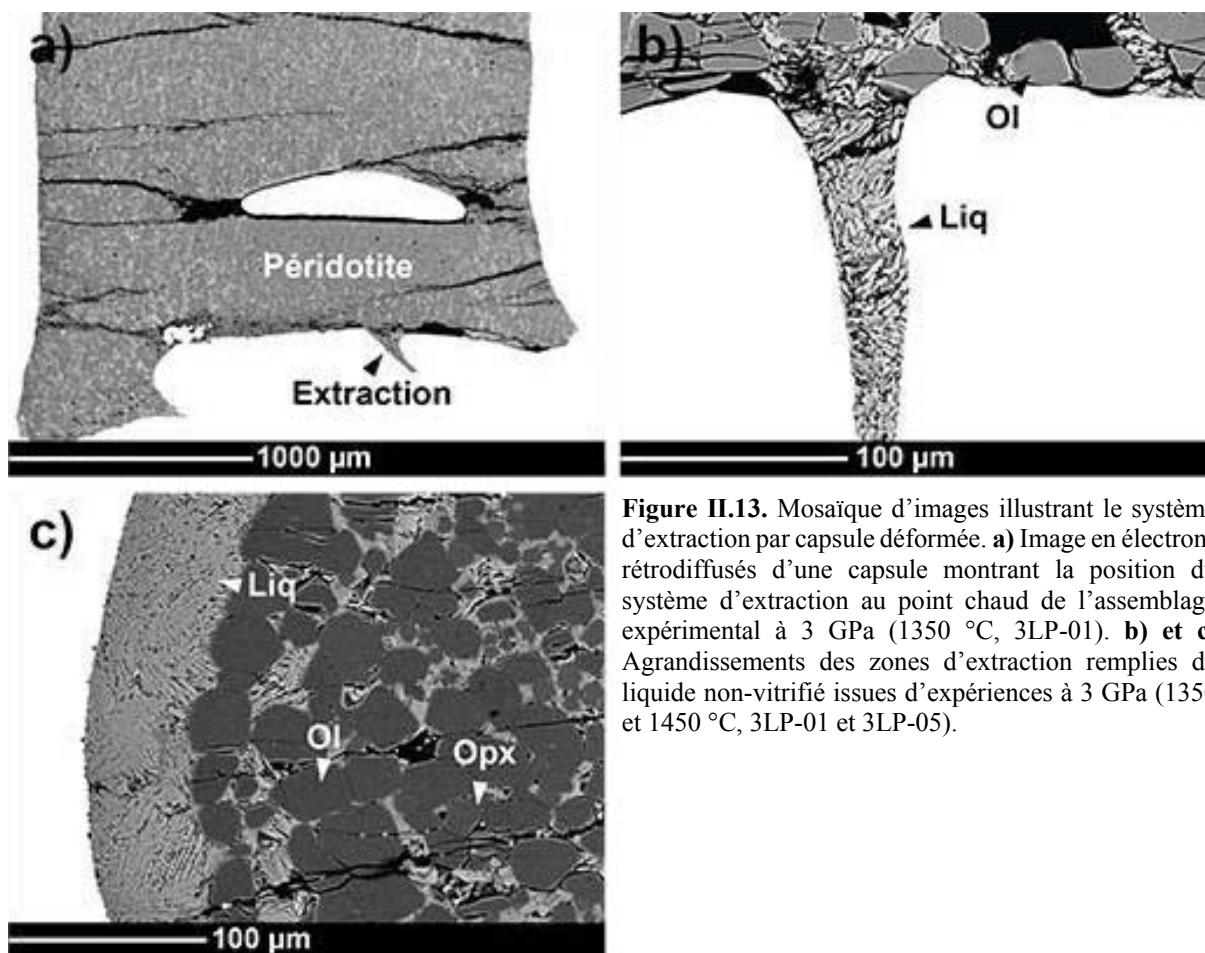 a)
Péridotite
Extraction
1000 µm
b)
Ol
Liq
100 µm
c)
Liq
Ol
Opx
100 µm
Figure II.13. Mosaïque d’images illustrant le systèm
d’extraction par capsule déformée. a) Image en électron
rétrodiffusés d’une capsule montrant la position d
système d’extraction au point chaud de l’assemblag
expérimental à 3 GPa (1350 °C, 3LP-01). b) et c
Agrandissements des zones d’extraction remplies d
liquide non-vitrifié issues d’expériences à 3 GPa (135
et 1450 °C, 3LP-01 et 3LP-05).